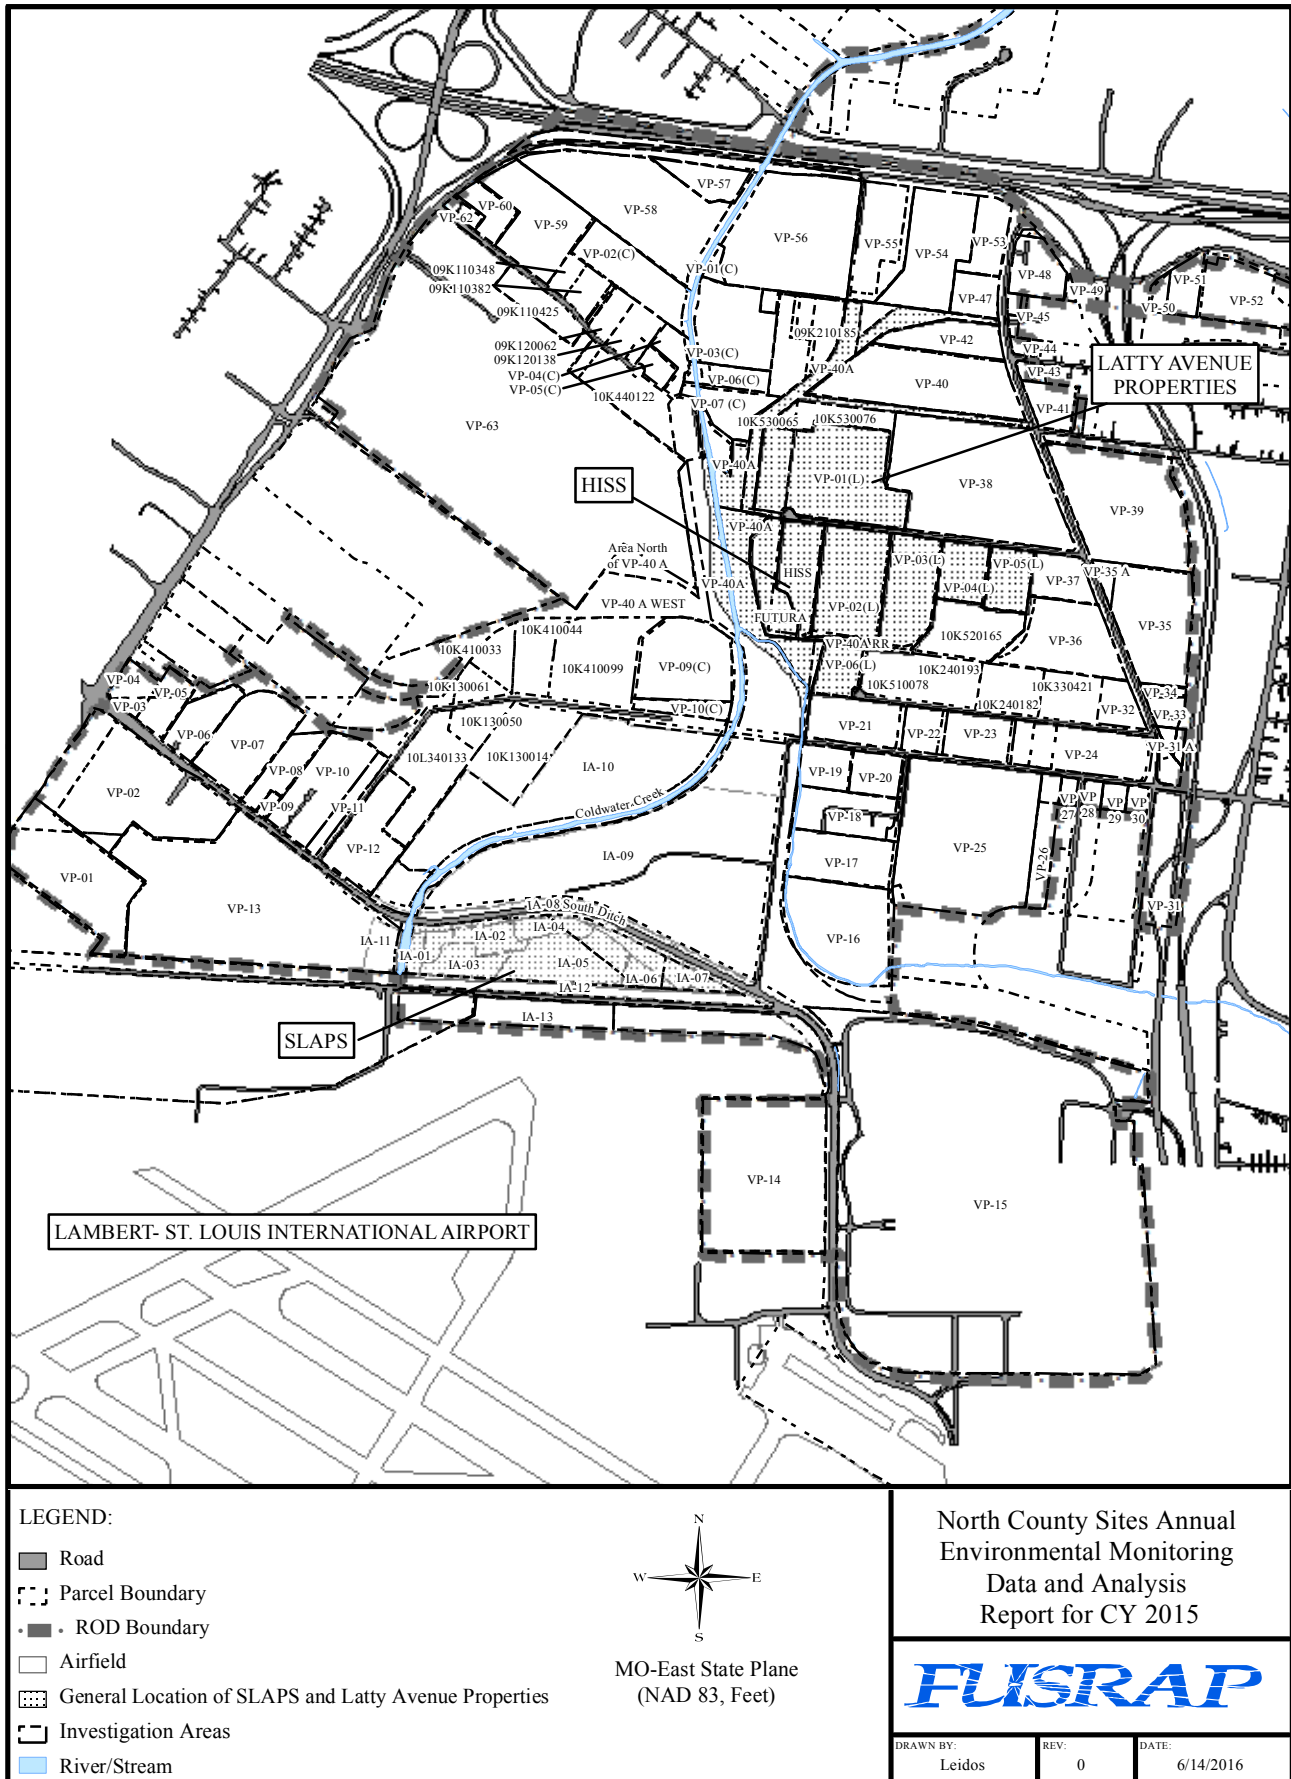 VP-57
VP-60
VP-58
VP-62
VP-59
VP-56
VP-55
VP-54
VP-53
VP-02(C)
09K110348
VP-01(C)
VP-48
VP-49
VP-51
09K110382
VP-47
VP-50
VP-52
09K110425
VP-45
09K210185
09K120062
VP-42
VP-44
09K120138
VP-03(C)
VP-04(C)
VP-40A
VP-43
LATTY AVENUE
PROPERTIES
VP-05(C)
VP-06(C)
VP-40
10K440122
VP-07 (C)
VP-41
VP-63
10K530065
10K530076
VP-40A
HISS
VP-01(L)
VP-38
VP-39
VP-40A
Area North
of VP-40 A
VP-03(L)
VP-05(L)
HISS
VP-35 A
VP-40A
VP-04(L)
VP-37
VP-40 A WEST
VP-02(L)
FUTURA
10K410044
10K520165
VP-35
10K410033
VP-40A RR
VP-36
10K410099
VP-09(C)
VP-06(L)
10K240193
VP-04
10K130061
10K510078
10K330421
VP-05
VP-34
VP-03
VP-10(C)
10K240182
VP-32
VP-33
10K130050
VP-06
VP-21
VP-22
VP-23
VP-07
10L340133
10K130014
VP-31 A
VP-24
VP-08
VP-10
IA-10
VP-19
VP-20
VP-02
VP-09
VP-11
Coldwater Creek
VP
27
VP
28
VP
29
VP
30
VP-18
VP-12
VP-25
IA-09
VP-17
VP-26
VP-01
VP-13
IA-08 South Ditch
VP-31
IA-11
IA-02
IA-04
VP-16
IA-01
IA-03
IA-05
IA-06
IA-07
IA-12
IA-13
SLAPS
VP-14
VP-15
LAMBERT- ST. LOUIS INTERNATIONAL AIRPORT
LEGEND:
Road
Parcel Boundary
ROD Boundary
Airfield
General Location of SLAPS and Latty Avenue Properties
Investigation Areas
River/Stream
N
W
E
S
MO-East State Plane
(NAD 83, Feet)
North County Sites Annual
Environmental Monitoring
Data and Analysis
Report for CY 2015
FUSRAP
DRAWN BY:
Leidos
REV:
0
DATE:
6/14/2016